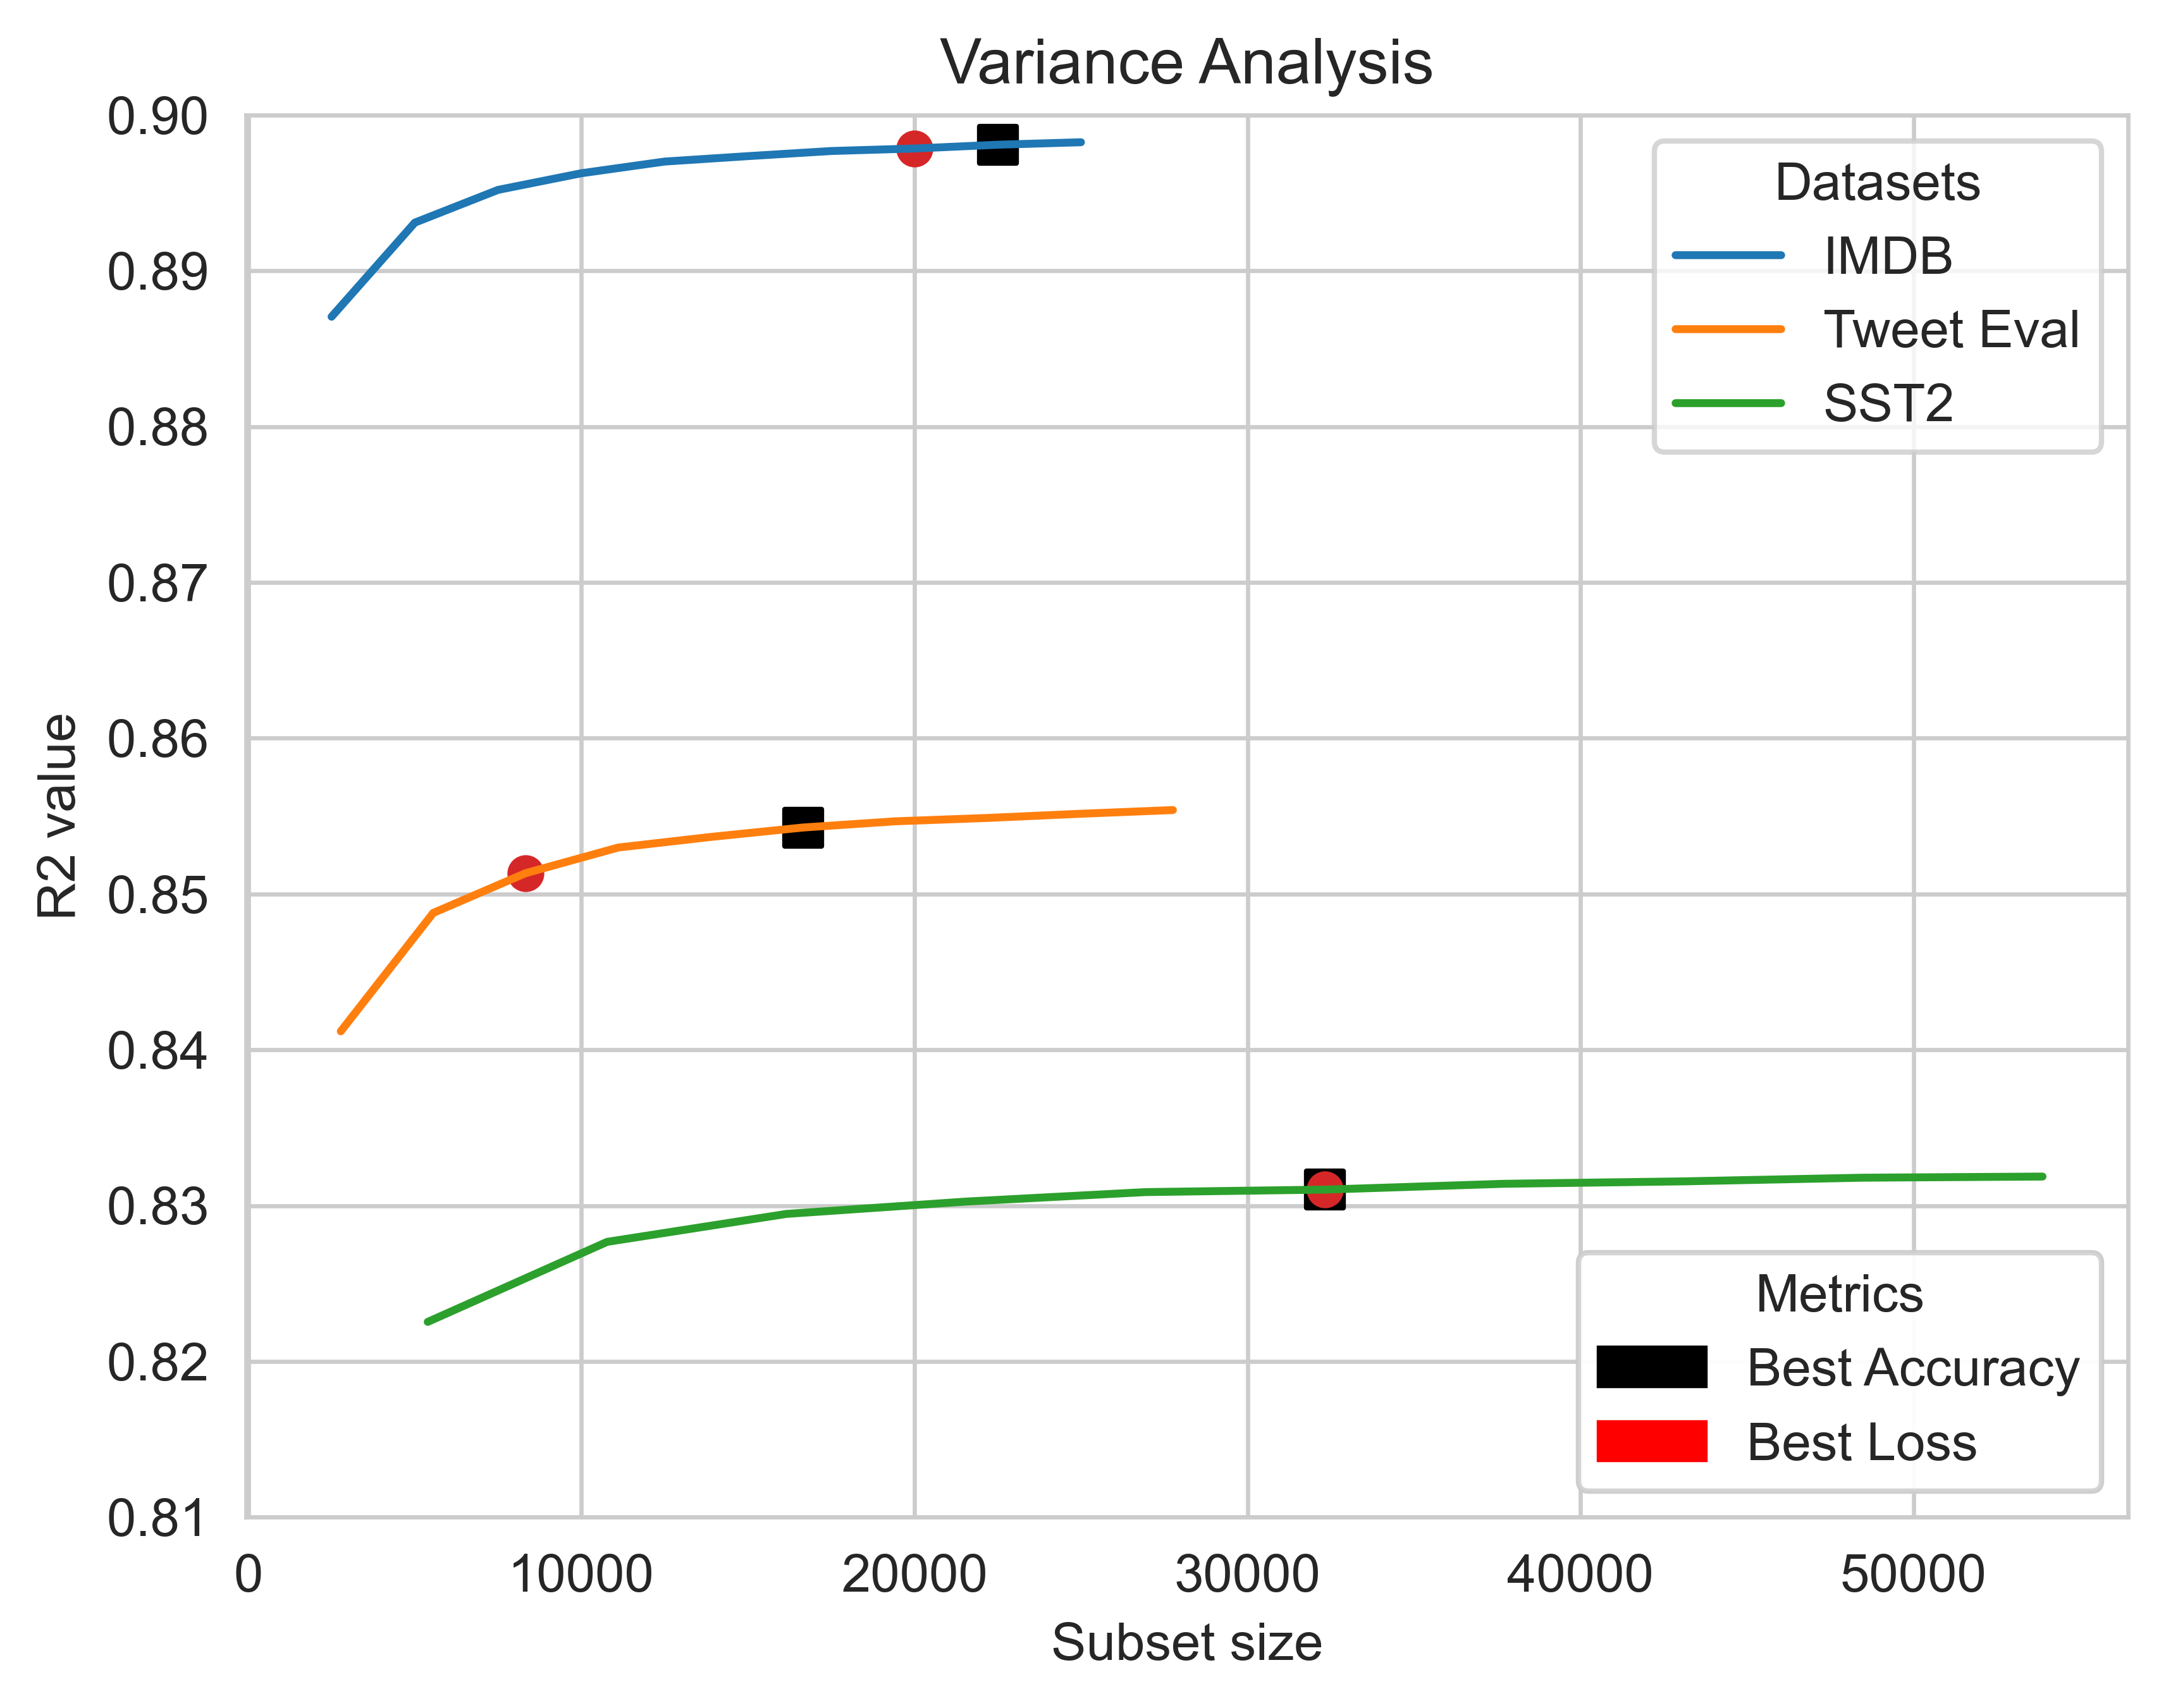 Variance Analysis
0.90
0.89
0.88
0.87
0.86
0.85
0.84
0.83
0.82
0.81
R2 value
Datasets
IMDB
Tweet Eval
SST2
Metrics
Best Accuracy
Best Loss
0 10000 20000 30000 40000 50000
Subset size